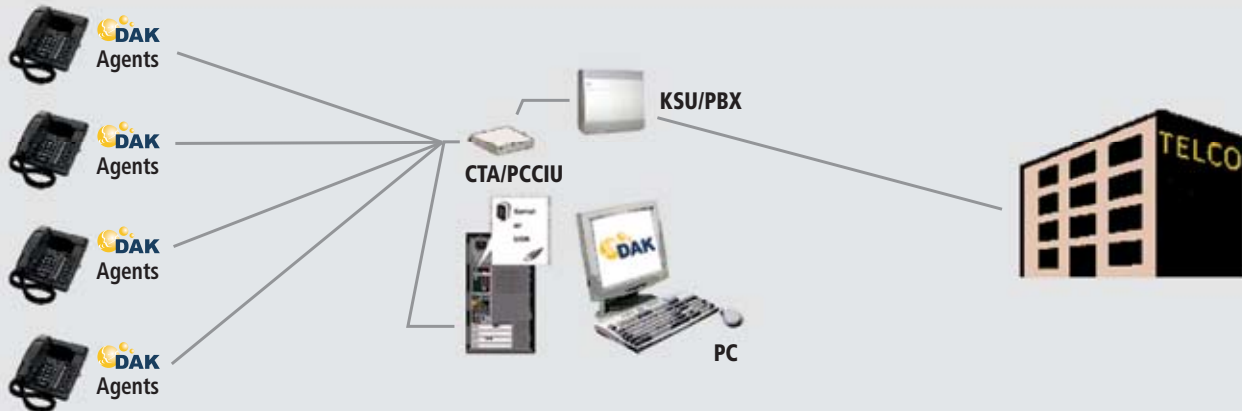 DAK
Agents
DAK
Agents
DAK
Agents
DAK
Agents
KSU/PBX
CTA/PCCIU
DAK
PC
TELCO